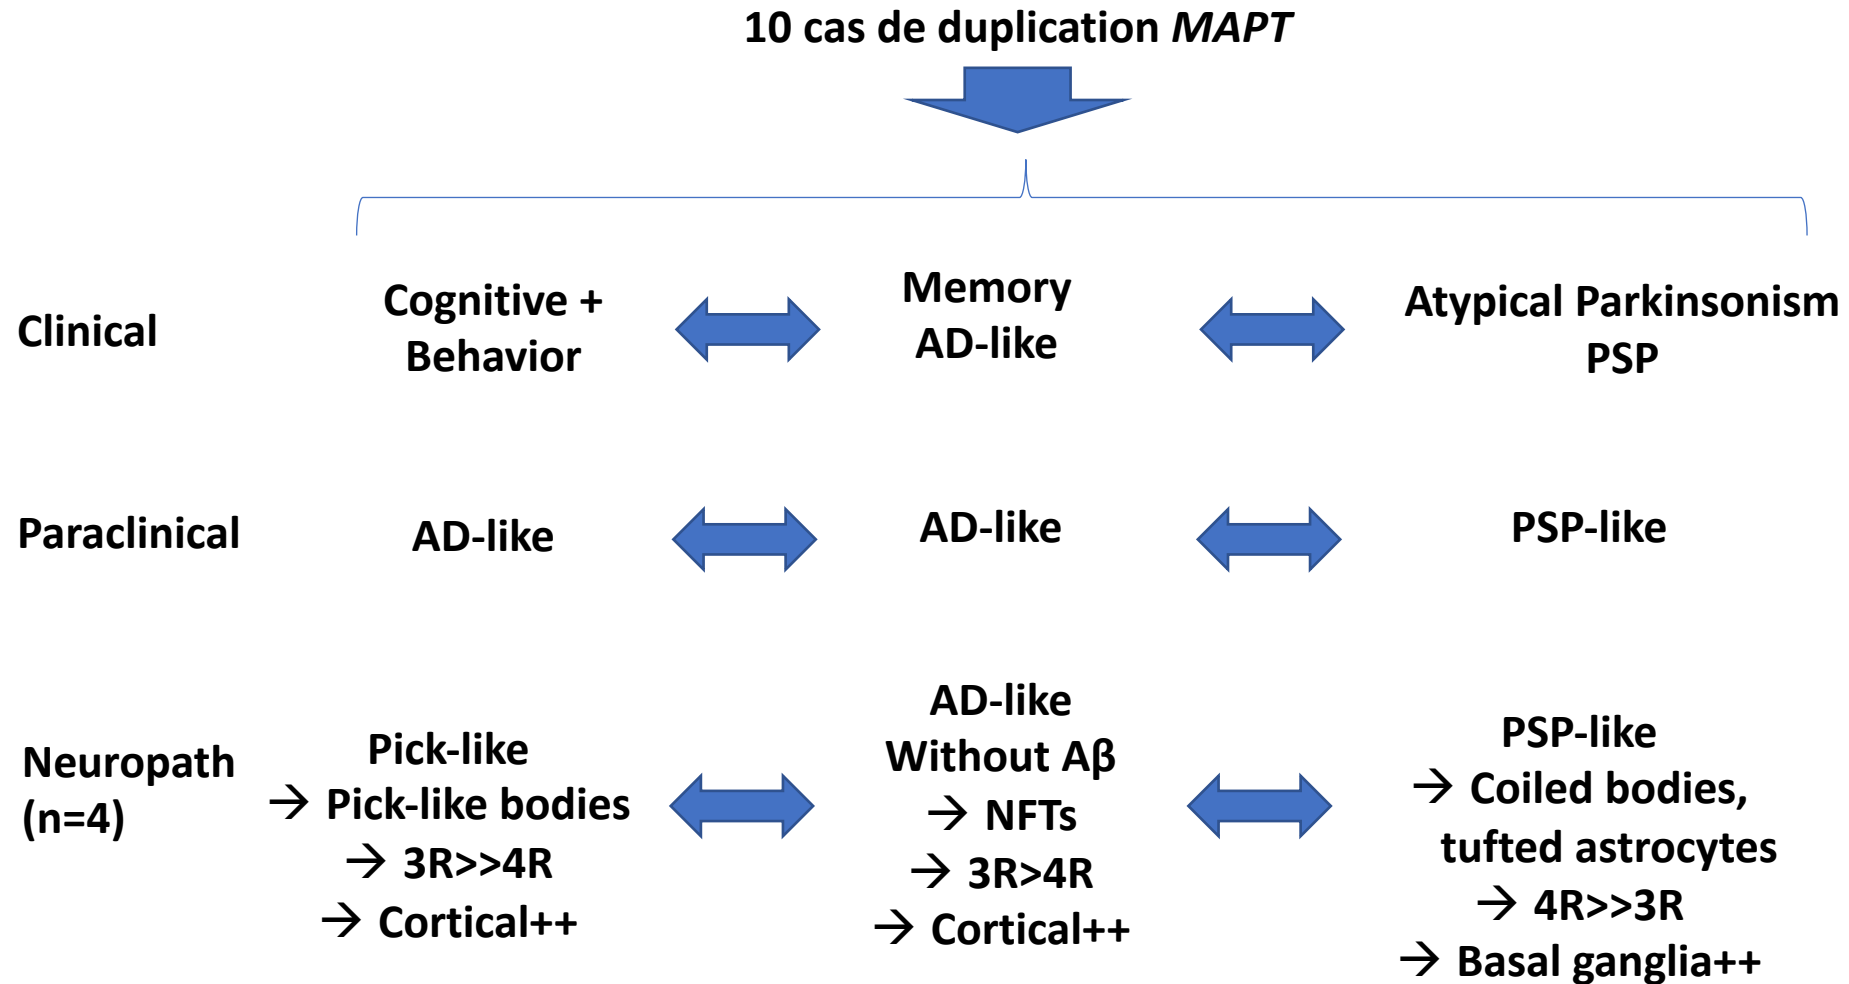 10 cas de duplication MAPT
Clinical
Cognitive +
Behavior
Memory
AD-like
Atypical Parkinsonism
PSP
Paraclinical
AD-like
AD-like
PSP-like
Neuropath
(n=4)
Pick-like
→ Pick-like bodies
→ 3R>>4R
→ Cortical++
AD-like
Without Aβ
→ NFTs
→ 3R>4R
→ Cortical++
PSP-like
→ Coiled bodies,
tufted astrocytes
→ 4R>>3R
→ Basal ganglia++